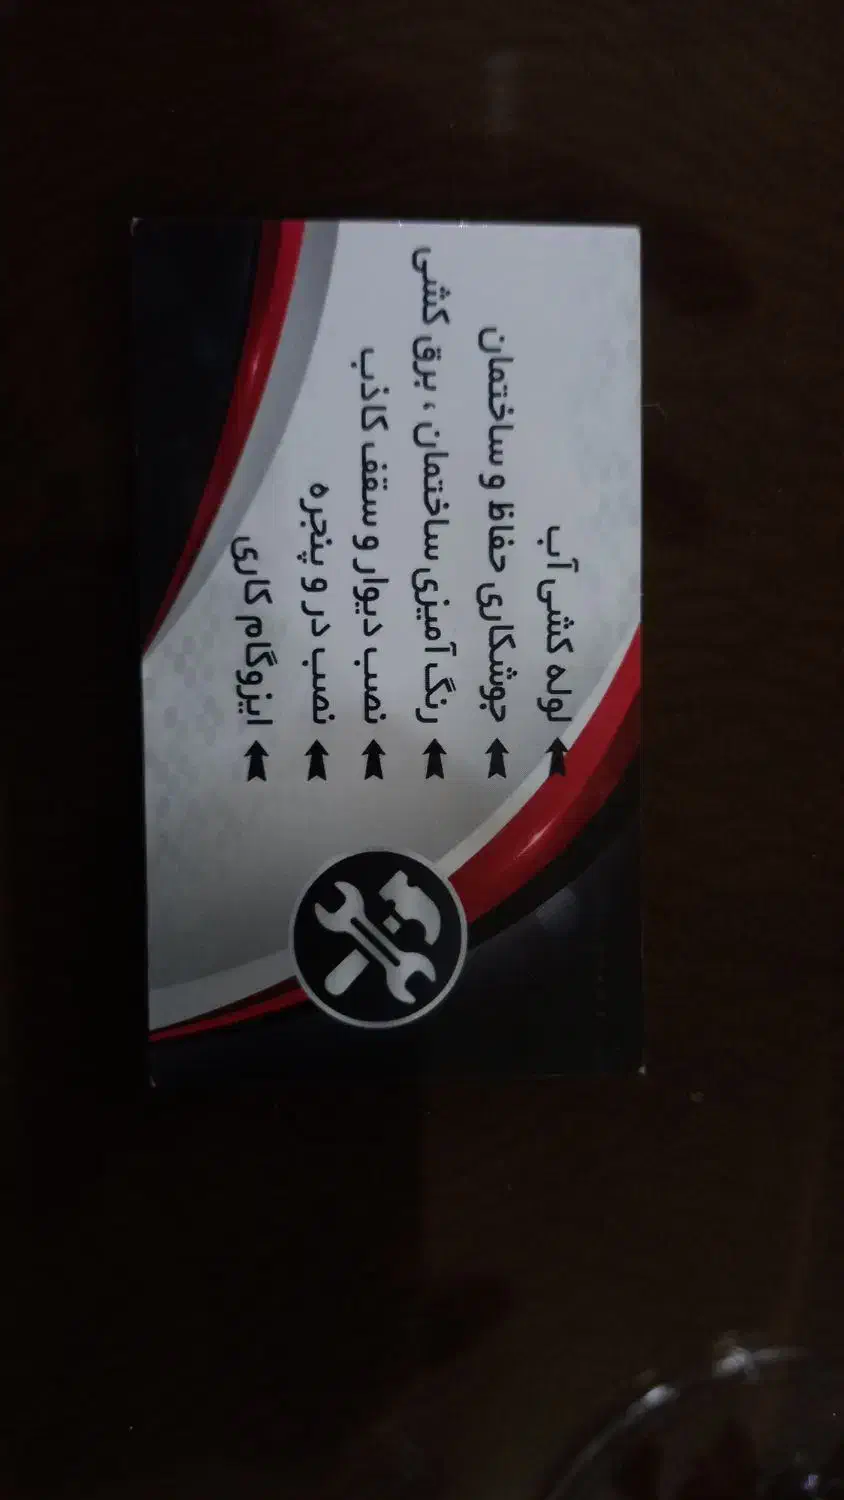 لوله کشی آب
جوشکاری حفاظ و ساختمان
رنگ آمیزی ساختمان ، برق کشی
نصب دیوار و سقف کاذب
نصب در و پنجره
ایزوگام کاری